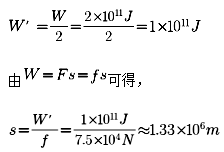 W′ = W/2 = 2×10¹¹J/2 = 1×10¹¹J
由W=Fs=fs可得，
s = W′/f = 1×10¹¹J/7.5×10⁴N ≈1.33×10⁶m